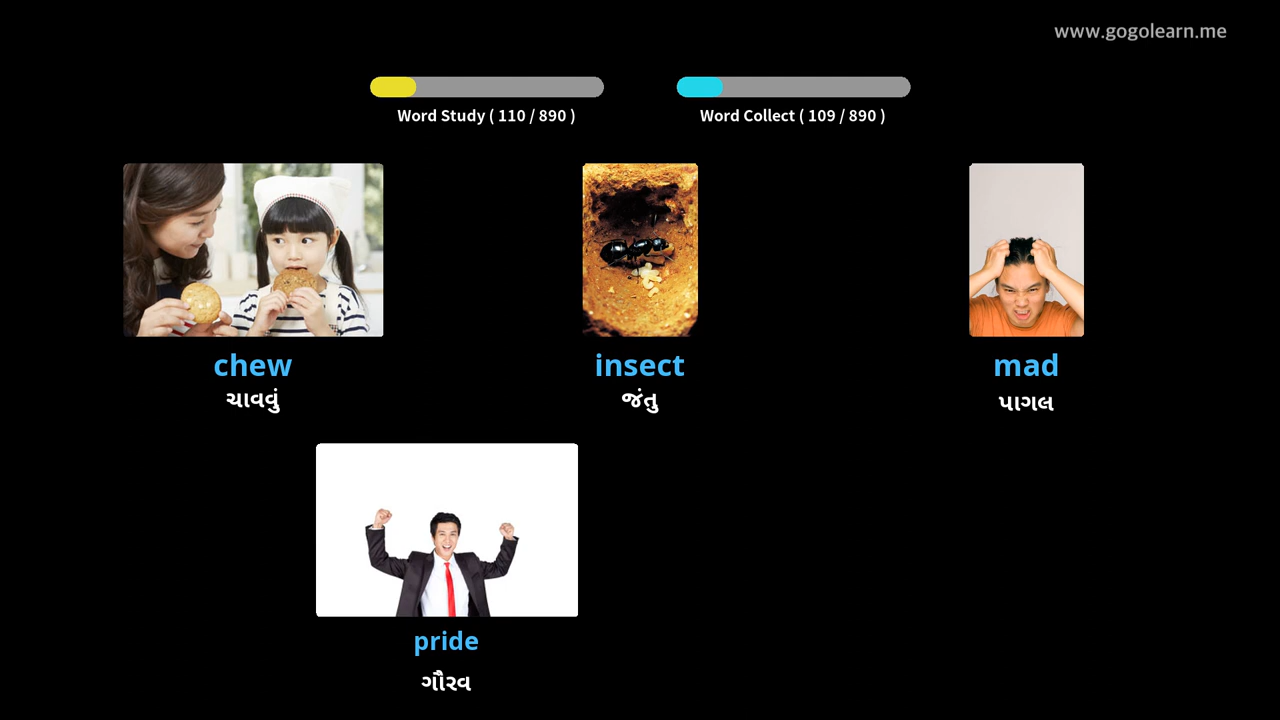 www.gogolearn.me
Word Study ( 110 / 890 )
Word Collect ( 109 / 890 )
chew
ચાવવું
insect
જંતુ
mad
પાગલ
pride
ગૌરવ